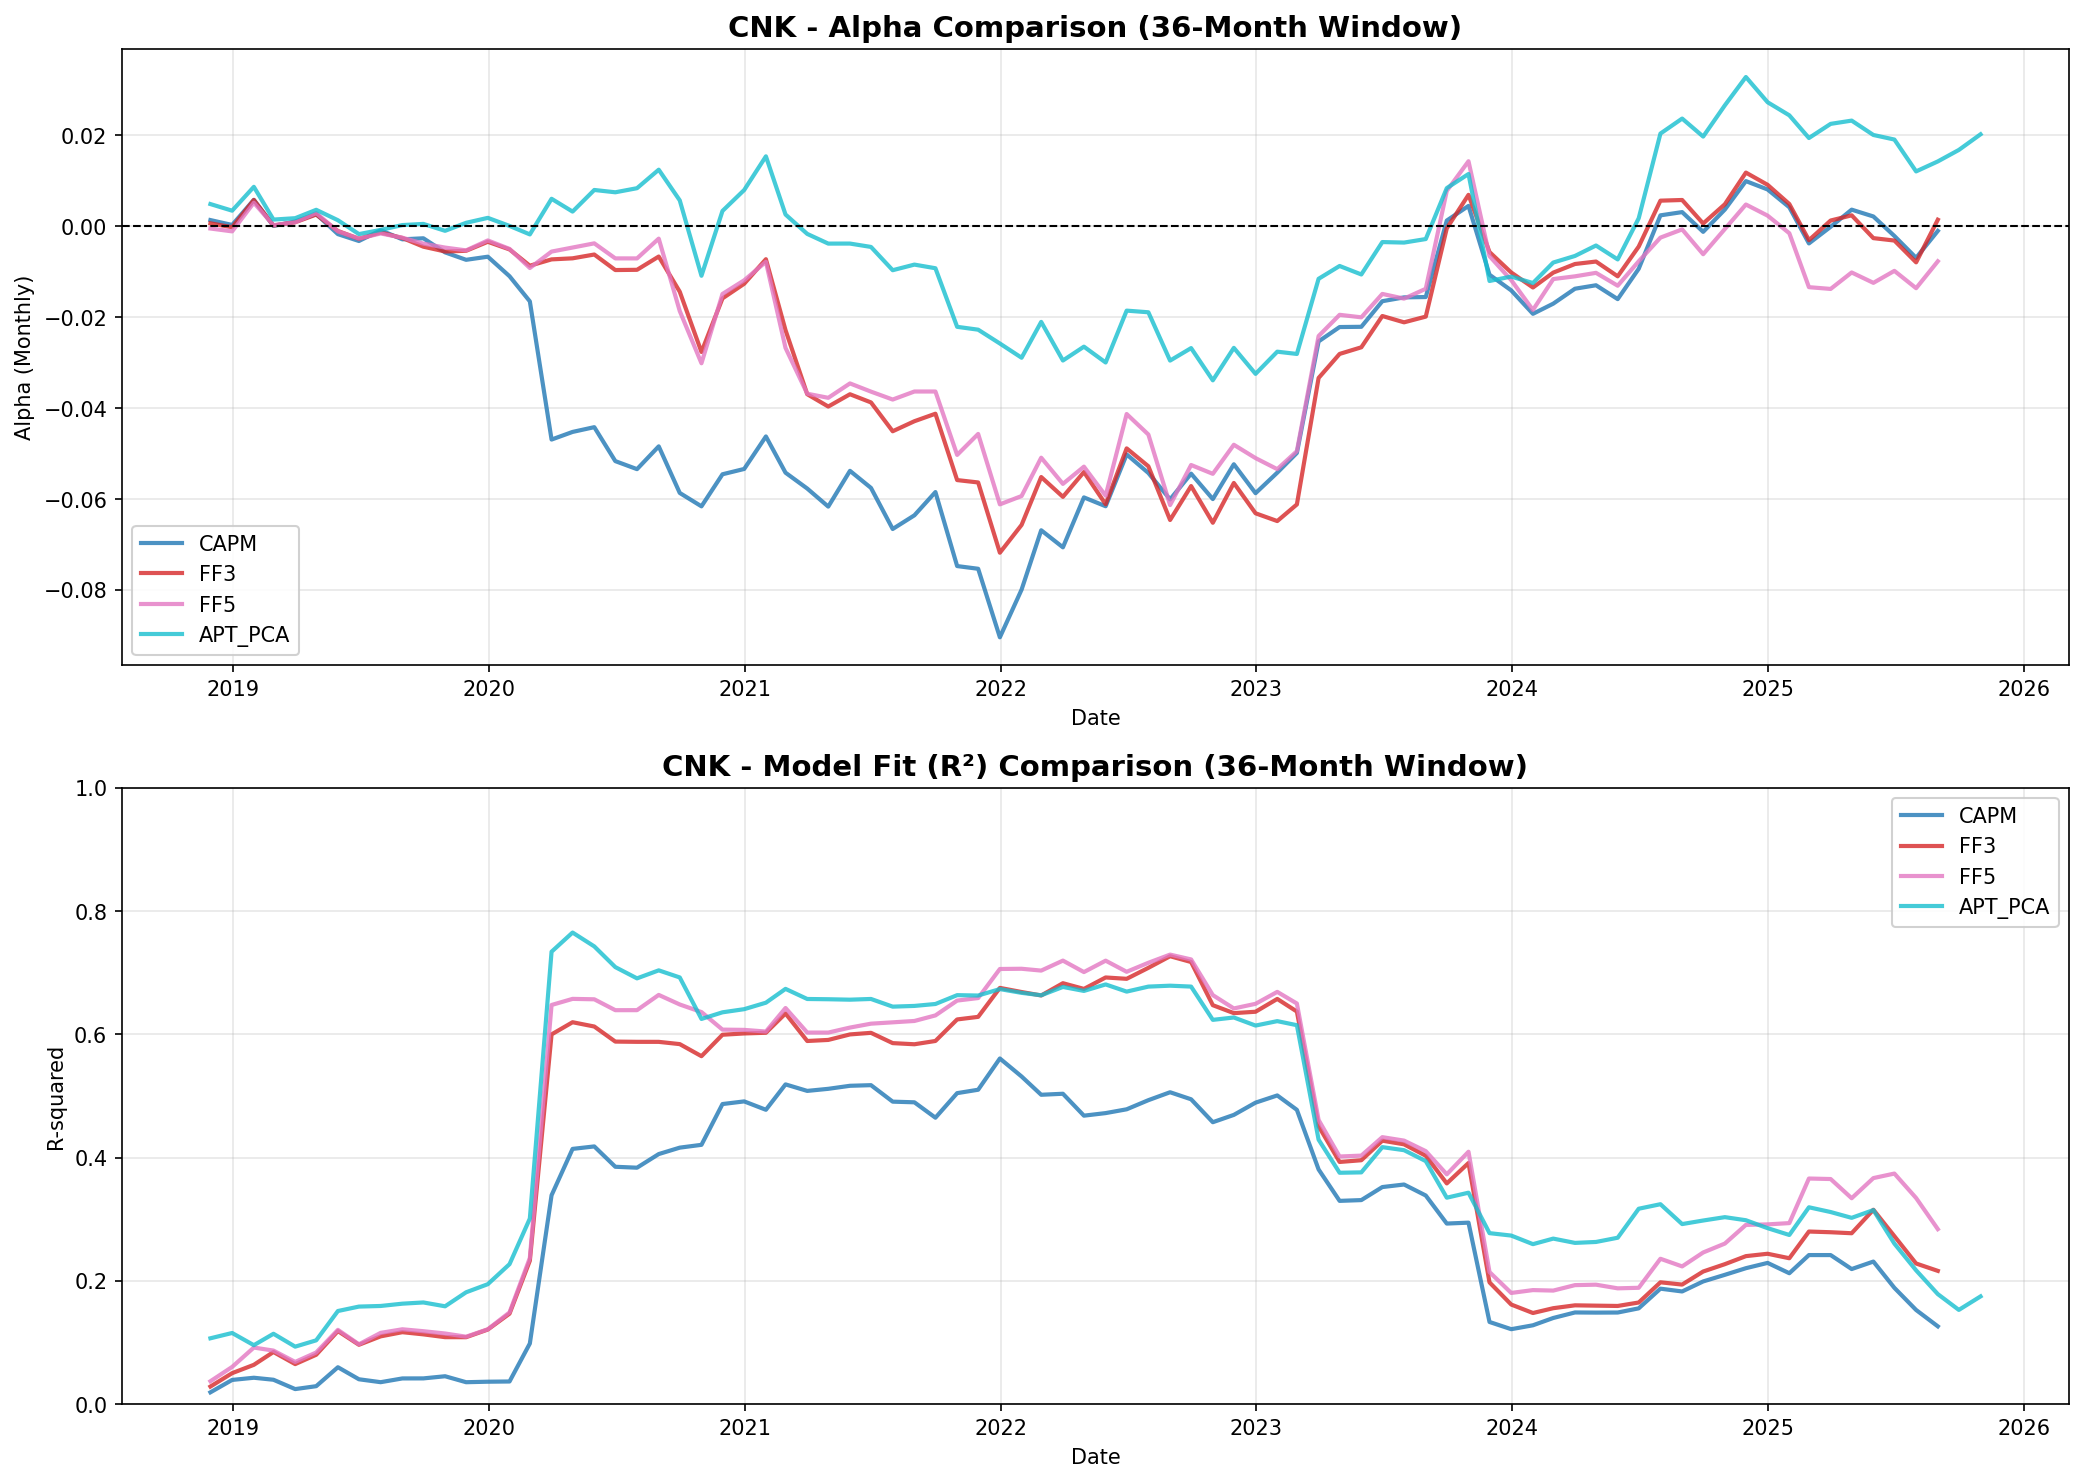 CNK - Alpha Comparison (36-Month Window)
Alpha (Monthly)
0.02
0.00
−0.02
−0.04
−0.06
−0.08
CAPM
FF3
FF5
APT_PCA
2019 2020 2021 2022 2023 2024 2025 2026
Date
CNK - Model Fit (R²) Comparison (36-Month Window)
R-squared
1.0
0.8
0.6
0.4
0.2
0.0
CAPM
FF3
FF5
APT_PCA
2019 2020 2021 2022 2023 2024 2025 2026
Date